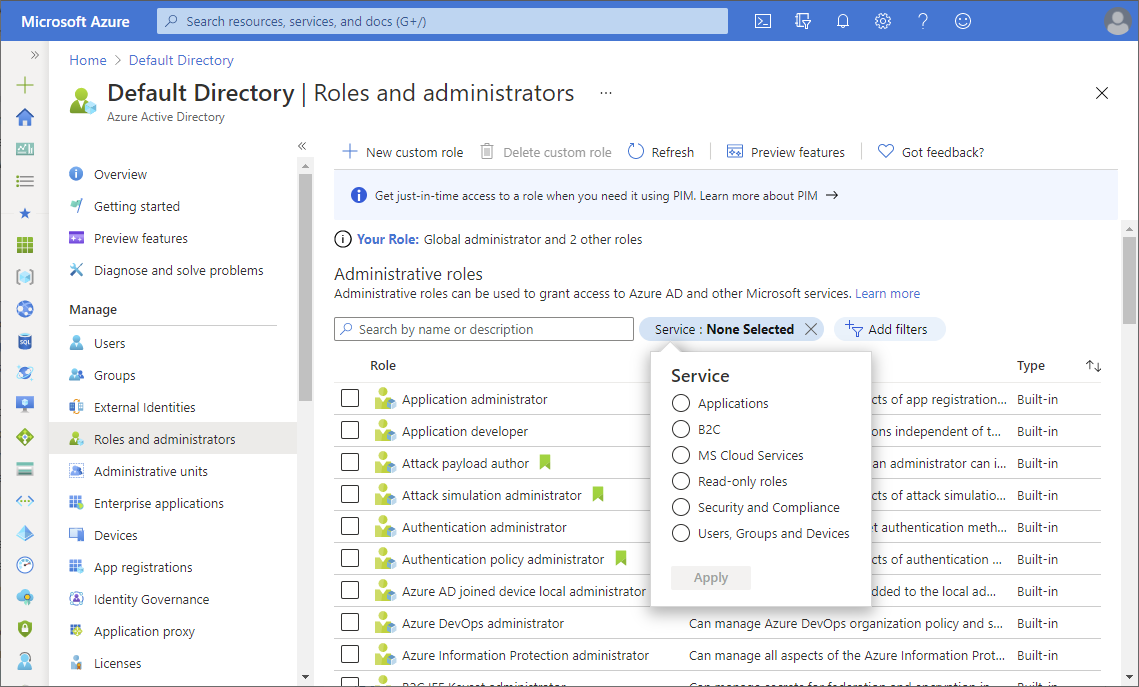 Microsoft Azure
Search resources, services, and docs (G+/)
Home > Default Directory
Default Directory | Roles and administrators ...
Azure Active Directory
Overview
Getting started
Preview features
Diagnose and solve problems
Manage
Users
Groups
External Identities
Roles and administrators
Administrative units
Enterprise applications
Devices
App registrations
Identity Governance
Application proxy
Licenses
New custom role Delete custom role Refresh Preview features Got feedback?
Get just-in-time access to a role when you need it using PIM. Learn more about PIM →
Your Role: Global administrator and 2 other roles
Administrative roles
Administrative roles can be used to grant access to Azure AD and other Microsoft services. Learn more
Search by name or description Service : None Selected Add filters
Role Type
Application administrator cts of app registration... Built-in
Application developer ons independent of t... Built-in
Attack payload author an administrator can i... Built-in
Attack simulation administrator cts of attack simulatio... Built-in
Authentication administrator t authentication meth... Built-in
Authentication policy administrator cts of authentication ... Built-in
Azure AD joined device local administrator dded to the local ad... Built-in
Azure DevOps administrator Can manage Azure DevOps organization policy and s... Built-in
Azure Information Protection administrator Can manage all aspects of the Azure Information Prot... Built-in
Service
Applications
B2C
MS Cloud Services
Read-only roles
Security and Compliance
Users, Groups and Devices
Apply